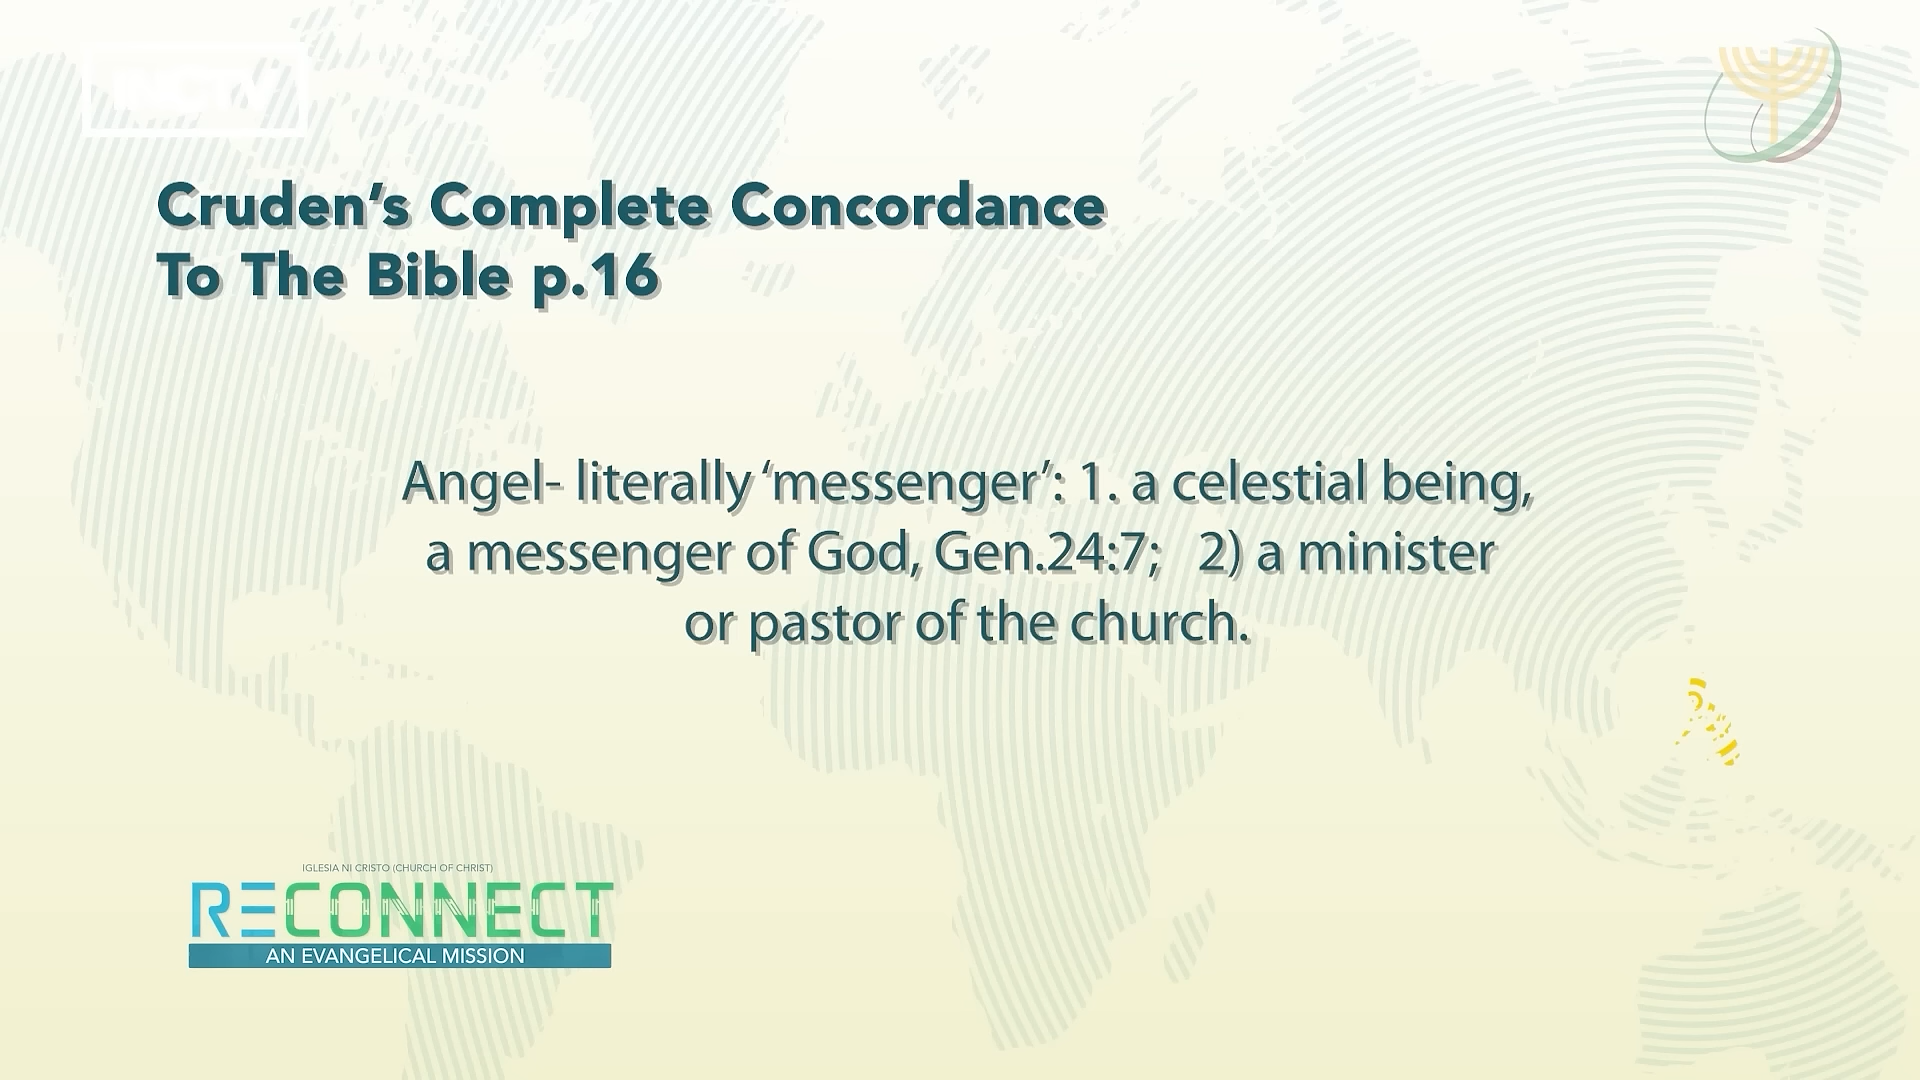 INCTV
Cruden’s Complete Concordance
To The Bible p.16
Angel- literally ‘messenger’: 1. a celestial being,
a messenger of God, Gen.24:7; 2) a minister
or pastor of the church.
IGLESIA NI CRISTO (CHURCH OF CHRIST)
RECONNECT
AN EVANGELICAL MISSION